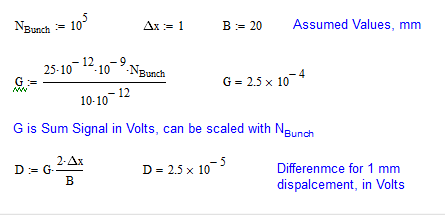 N_Bunch := 10^5    Δx := 1    B := 20    Assumed Values, mm
G := (25·10^−12·10^−9·N_Bunch)/(10·10^−12)    G = 2.5 × 10^−4
G is Sum Signal in Volts, can be scaled with N_Bunch
D := G·(2·Δx)/B    D = 2.5 × 10^−5    Differenmce for 1 mm
dispalcement, in Volts